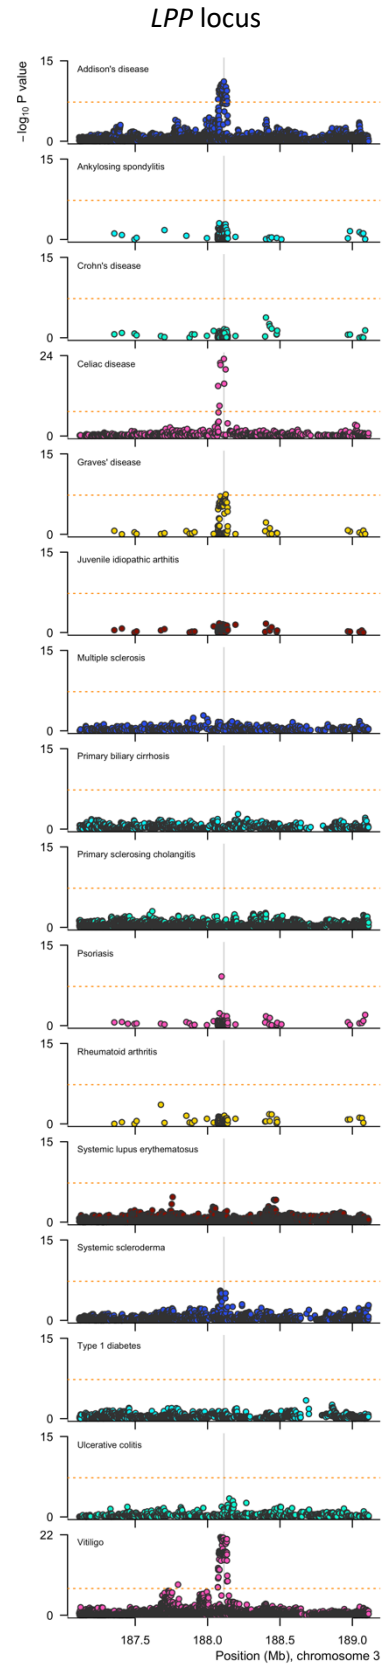 LPP locus
− log10 P value
15
Addison's disease
0
15
Ankylosing spondylitis
0
15
Crohn's disease
0
24
Celiac disease
0
15
Graves' disease
0
15
Juvenile idiopathic arthitis
0
15
Multiple sclerosis
0
15
Primary biliary cirrhosis
0
15
Primary sclerosing cholangitis
0
15
Psoriasis
0
15
Rheumatoid arthritis
0
15
Systemic lupus erythematosus
0
15
Systemic scleroderma
0
15
Type 1 diabetes
0
15
Ulcerative colitis
0
22
Vitiligo
0
187.5 188.0 188.5 189.0
Position (Mb), chromosome 3